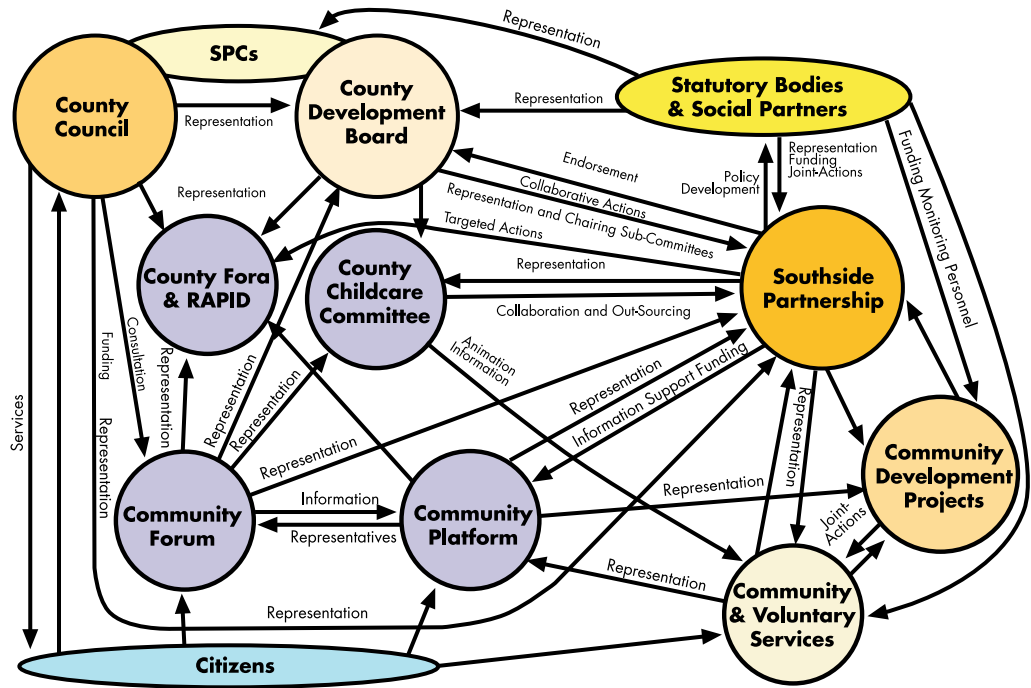 Representation
SPCs
County
Council
County
Development
Board
Statutory Bodies
& Social Partners
Representation
Representation
Endorsement
Collaborative Actions
Representation and Chairing Sub-Committees
Targeted Actions
Policy
Development
Representation
Funding
Joint-Actions
Funding Monitoring Personnel
Representation
County Fora
& RAPID
County
Childcare
Committee
Representation
Collaboration and Out-Sourcing
Southside
Partnership
Services
Funding
Representation
Consultation
Representation
Representation
Representation
Animation
Information
Representation
Representation
Information Support Funding
Representation
Community
Forum
Information
Representatives
Community
Platform
Representation
Community
Development
Projects
Joint-
Actions
Representation
Representation
Community
& Voluntary
Services
Citizens